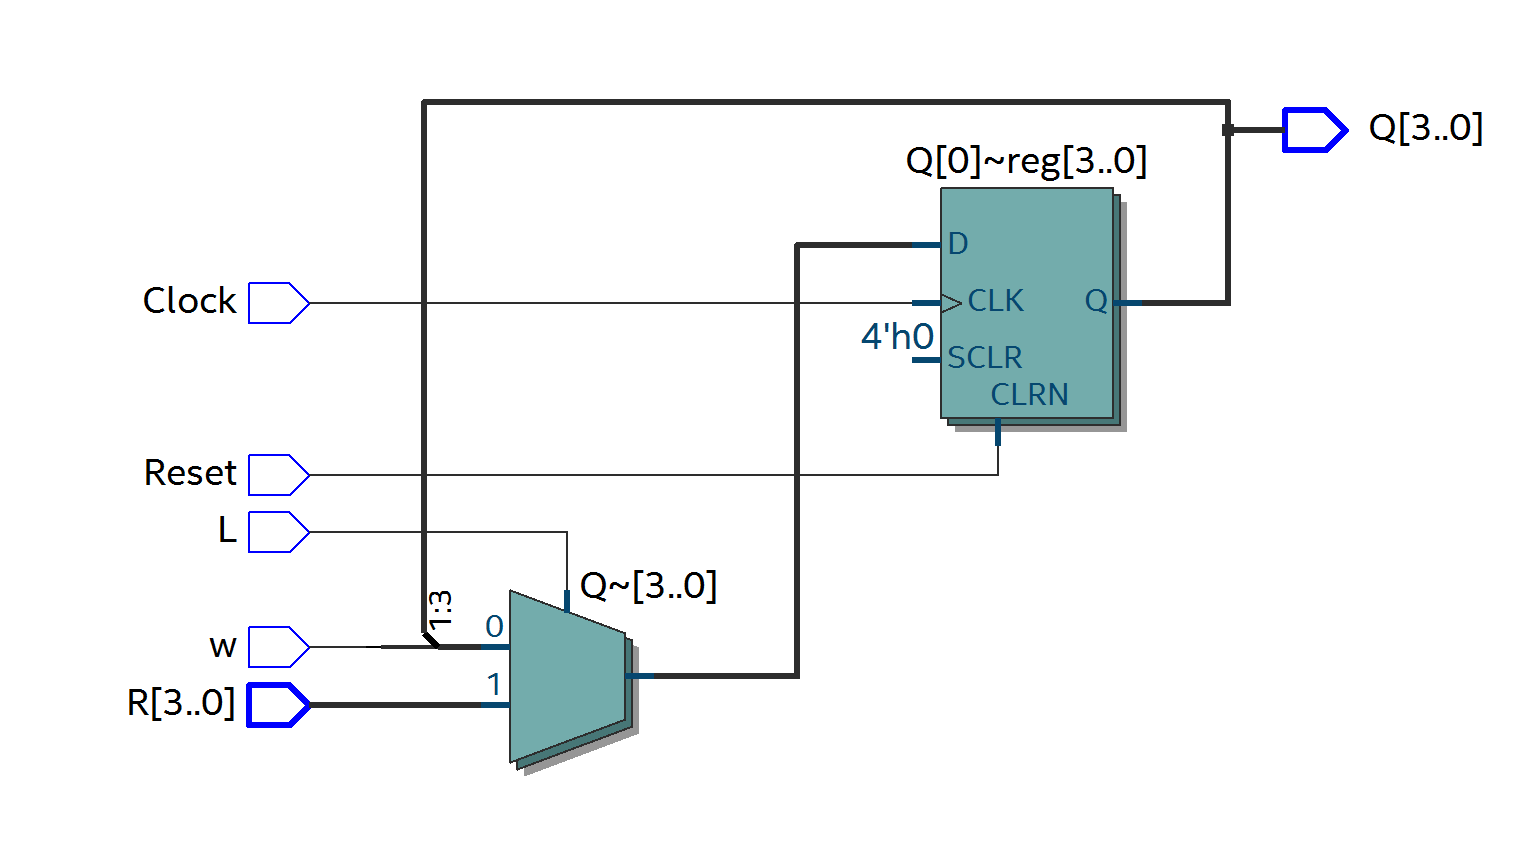 Q[3..0]
Q[0]~reg[3..0]
D
Clock
CLK
Q
4'h0
SCLR
CLRN
Reset
L
Q~[3..0]
1:3
0
w
1
R[3..0]